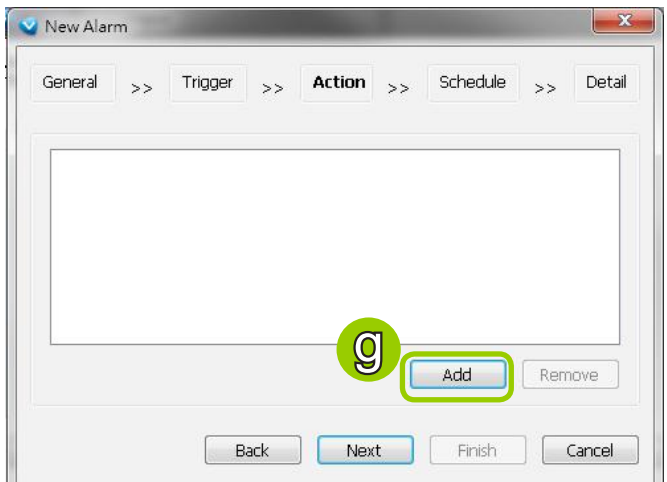 New Alarm
General >> Trigger >> Action >> Schedule >> Detail
g
Add Remove
Back Next Finish Cancel